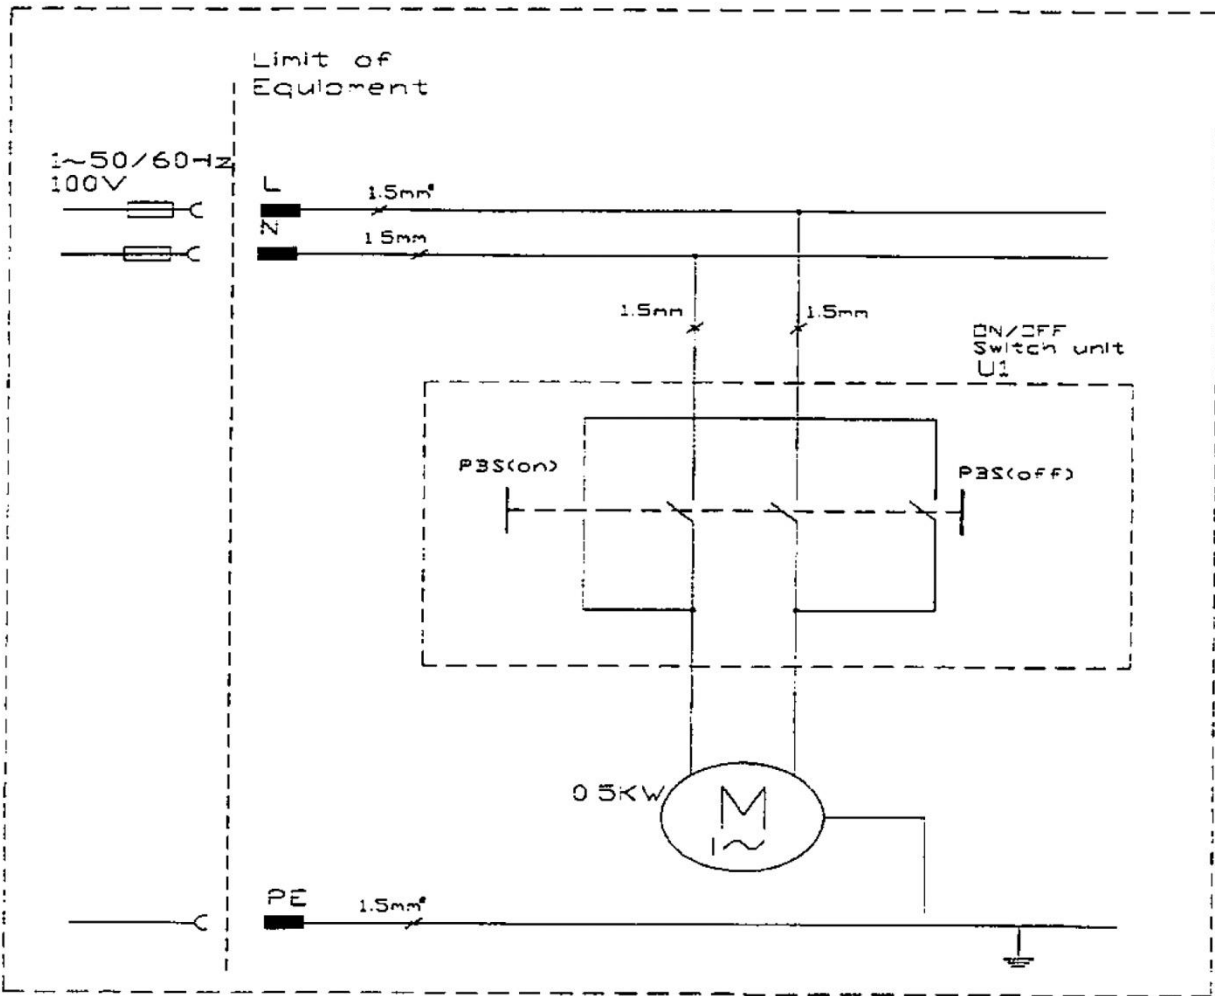 Limit of
Equipment
1~50/60Hz
100V
L
1.5mm²
N
1.5mm
1.5mm
1.5mm
ON/OFF
Switch unit
U1
PBS(on)
PBS(off)
0.5KW
M
1~
PE
1.5mm²